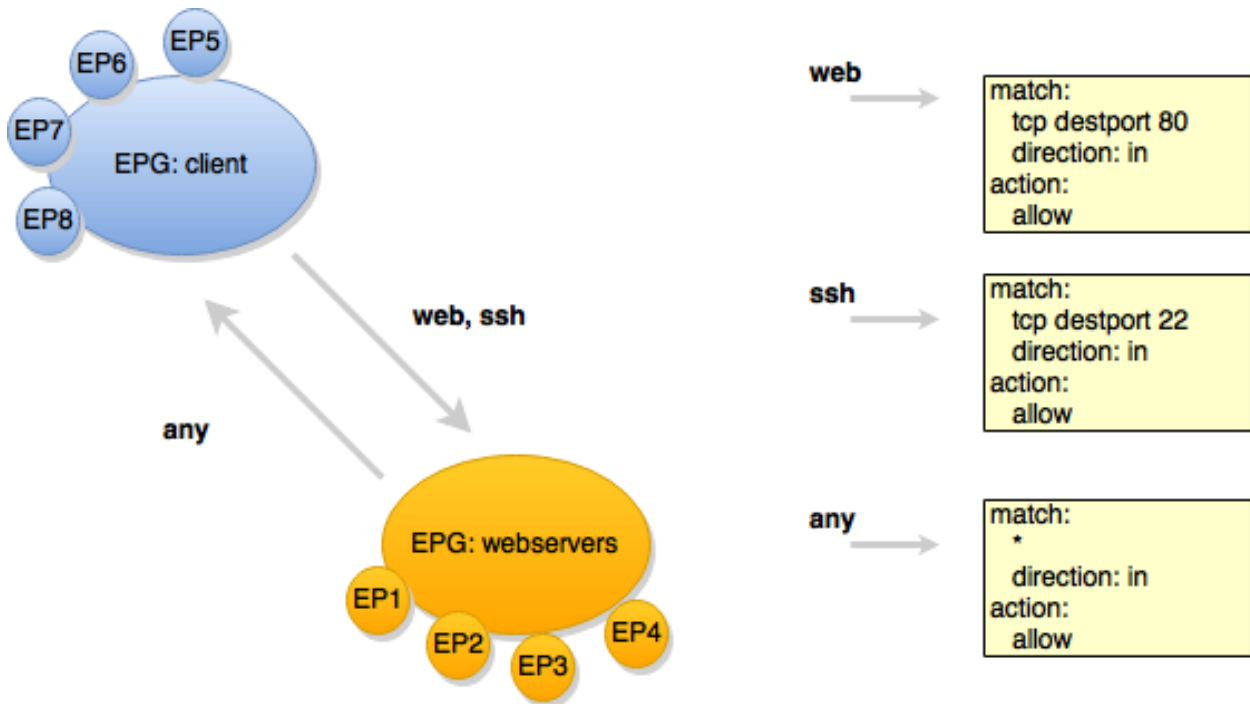 EP5
EP6
EP7
EP8
EPG: client
web, ssh
any
EPG: webservers
EP1
EP2
EP3
EP4
web
match:
tcp destport 80
direction: in
action:
allow
ssh
match:
tcp destport 22
direction: in
action:
allow
any
match:
*
direction: in
action:
allow